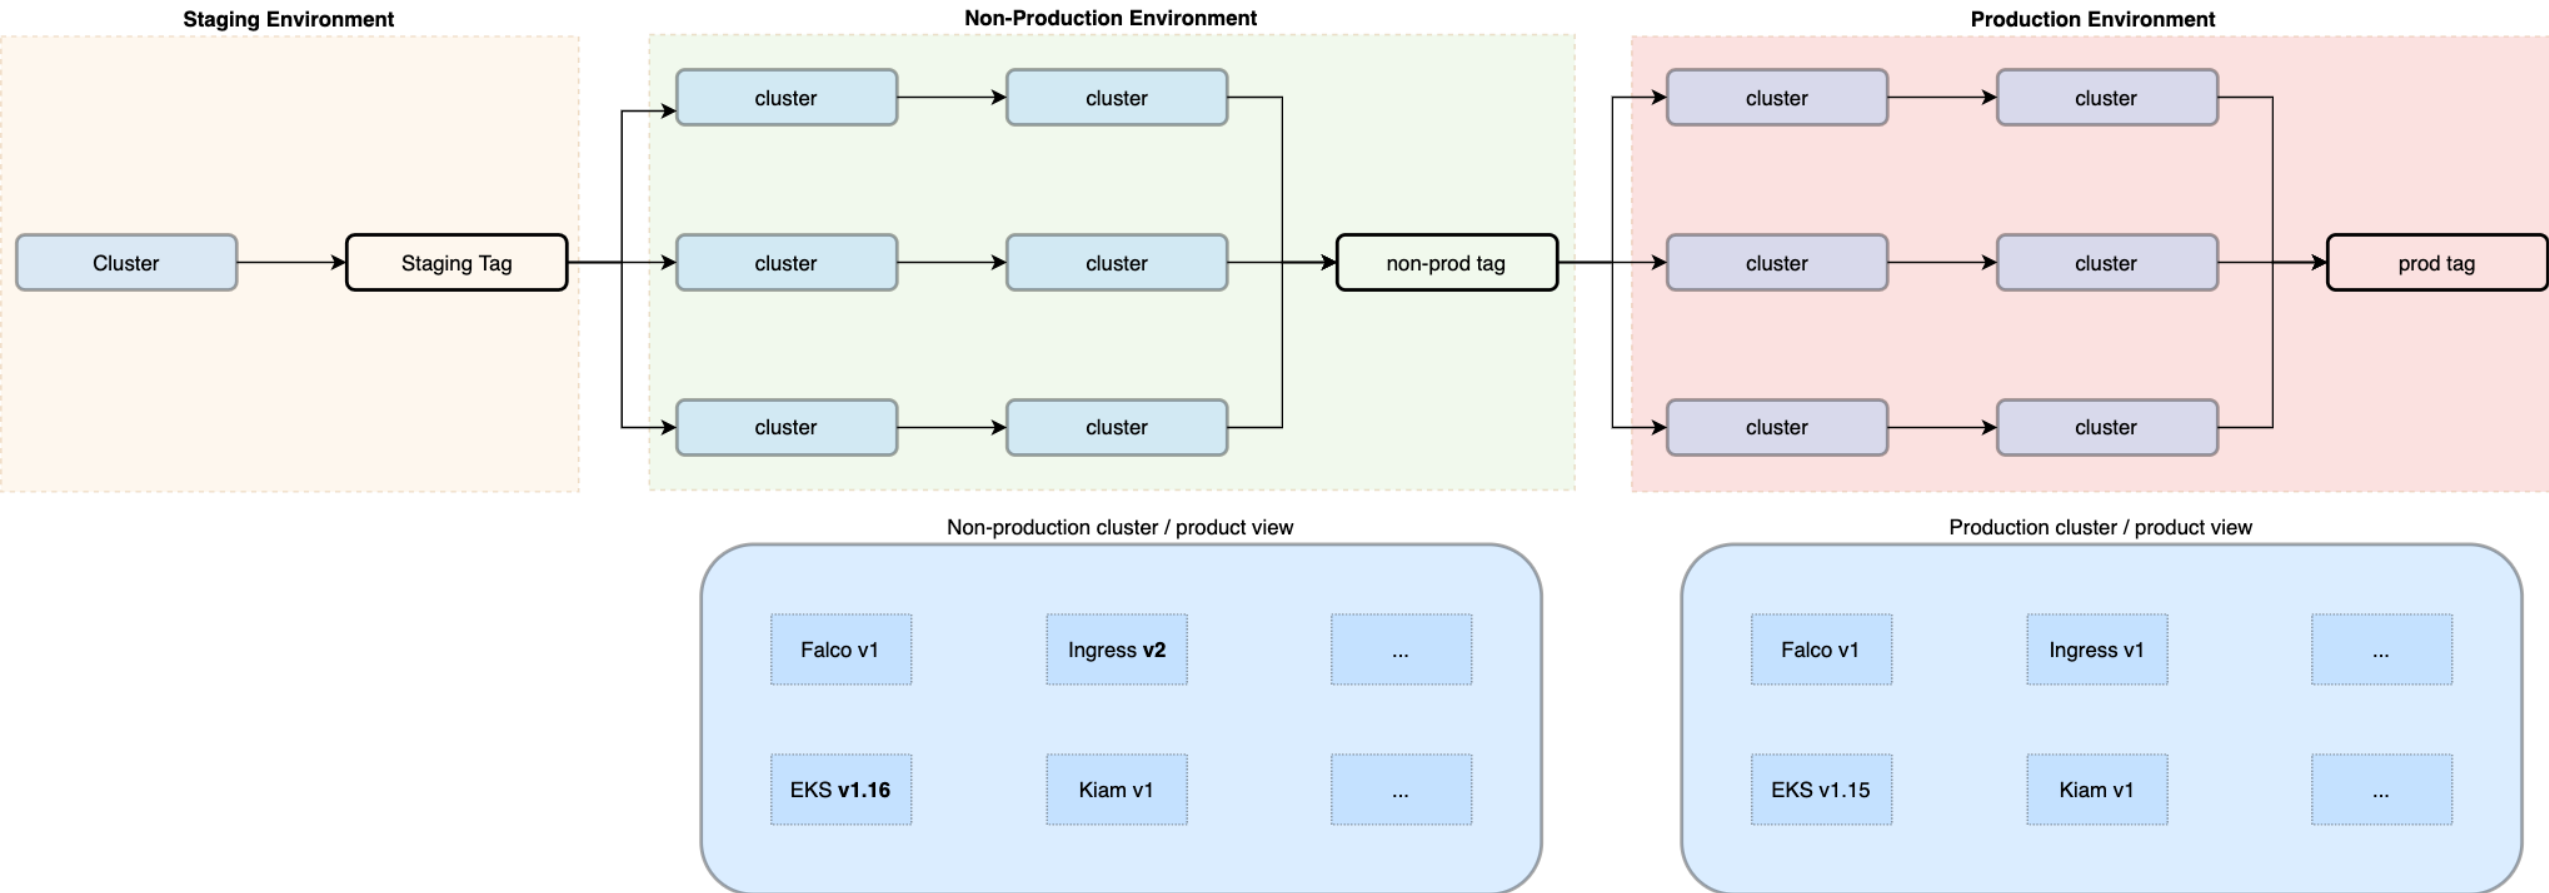 Staging Environment
Non-Production Environment
Production Environment
cluster
cluster
cluster
cluster
Cluster
Staging Tag
cluster
cluster
non-prod tag
cluster
cluster
prod tag
cluster
cluster
cluster
cluster
Non-production cluster / product view
Production cluster / product view
Falco v1
Ingress v2
...
Falco v1
Ingress v1
...
EKS v1.16
Kiam v1
...
EKS v1.15
Kiam v1
...